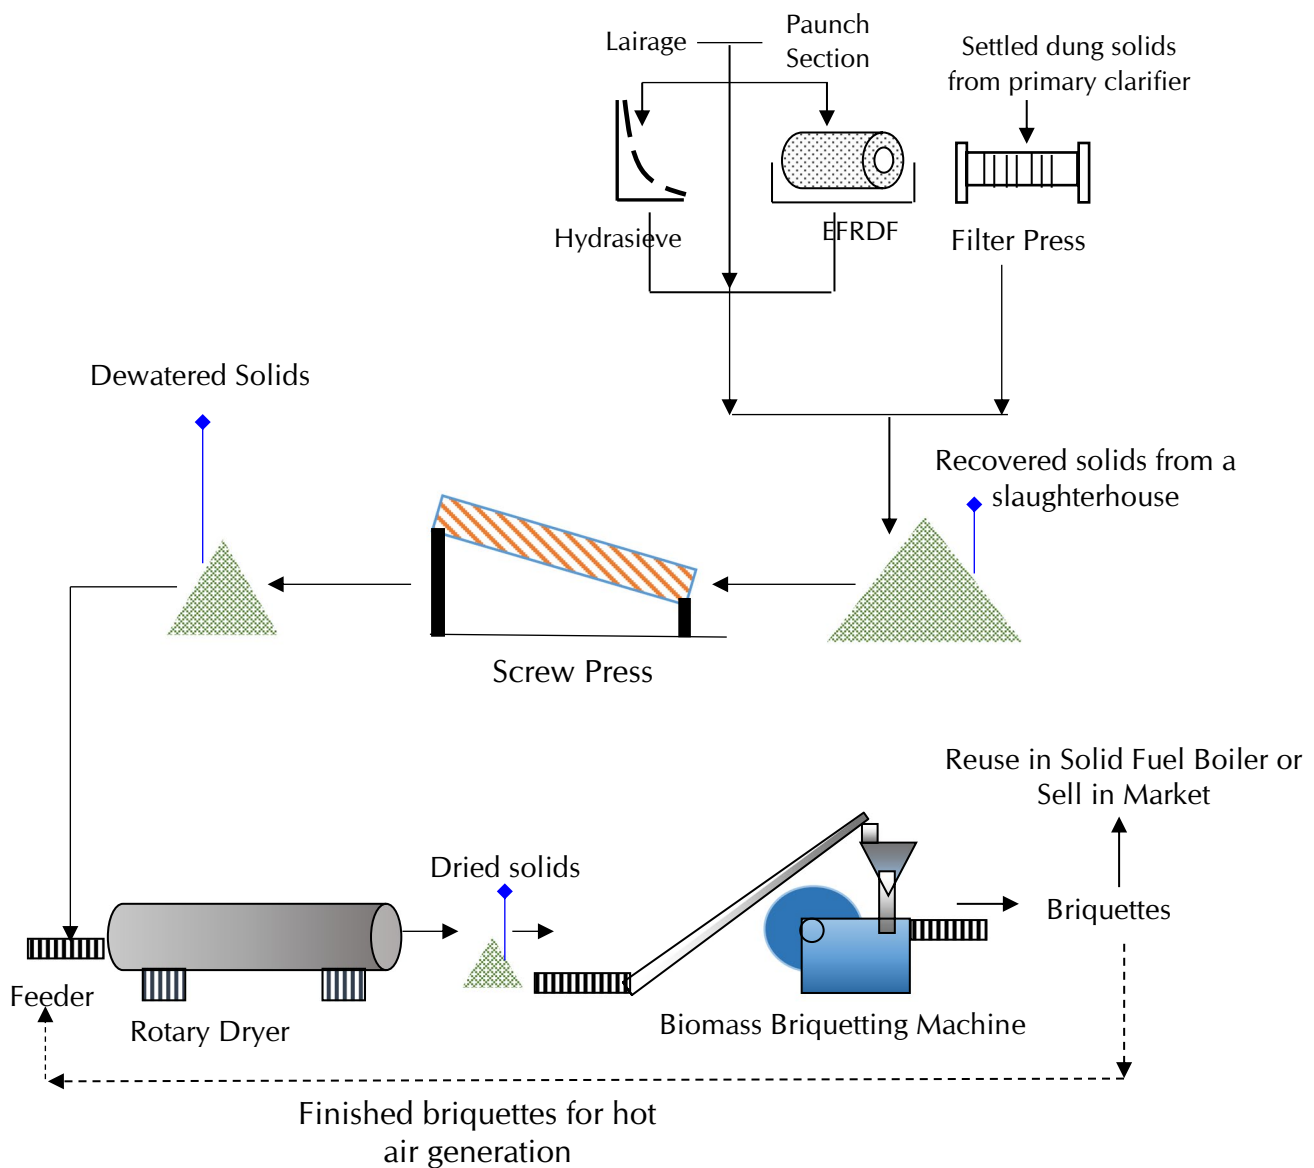 Lairage
Paunch
Section
Settled dung solids
from primary clarifier
Hydrasieve
EFRDF
Filter Press
Dewatered Solids
Recovered solids from a
slaughterhouse
Screw Press
Reuse in Solid Fuel Boiler or
Sell in Market
Dried solids
Briquettes
Feeder
Rotary Dryer
Biomass Briquetting Machine
Finished briquettes for hot
air generation